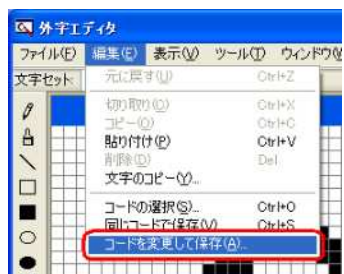 外字エディタ
ファイル(F) 編集(E) 表示(V) ツール(T) ウィンドウ(W
文字セット:
元に戻す(U) Ctrl+Z
切り取り(O) Ctrl+X
コピー(O) Ctrl+C
貼り付け(P) Ctrl+V
削除(D) Del
文字のコピー(Y)...
コードの選択(S)... Ctrl+O
同じコードで保存(V) Ctrl+S
コードを変更して保存(A)...